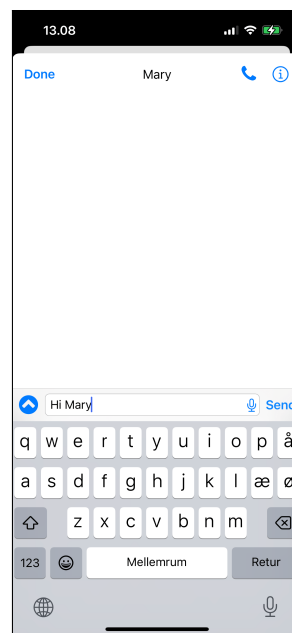 13.08
Done Mary
Hi Mary Send
q w e r t y u i o p å
a s d f g h j k l æ ø
z x c v b n m
123 Mellemrum Retur